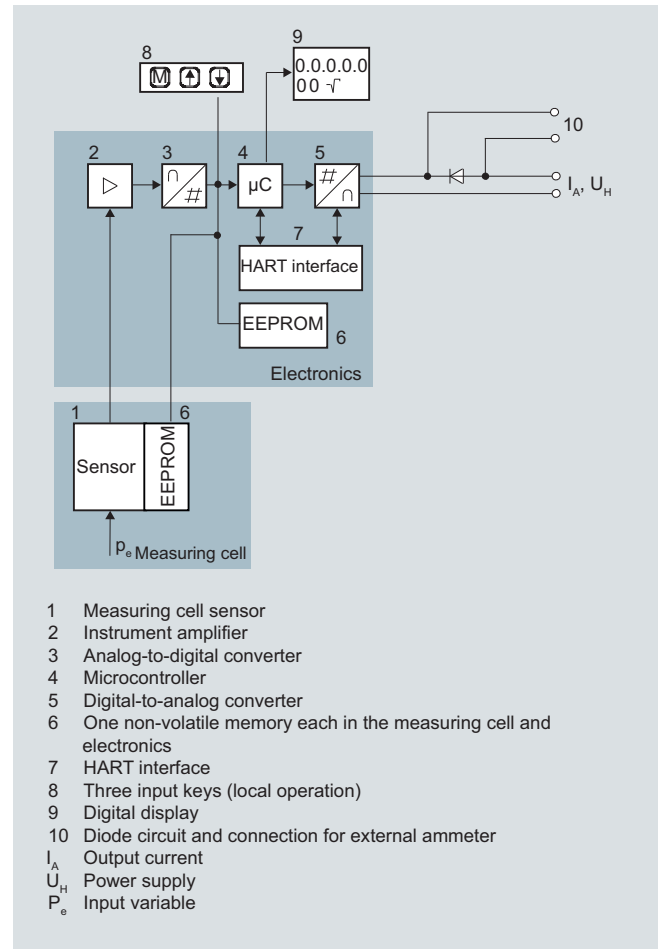 9
8
0.0.0.0.0
M
0 0 √
10
2
3
4
5
∩
#
µC
#
∩
I_A, U_H
7
HART interface
EEPROM
6
Electronics
1
6
Sensor
EEPROM
p_e Measuring cell
1 Measuring cell sensor
2 Instrument amplifier
3 Analog-to-digital converter
4 Microcontroller
5 Digital-to-analog converter
6 One non-volatile memory each in the measuring cell and
electronics
7 HART interface
8 Three input keys (local operation)
9 Digital display
10 Diode circuit and connection for external ammeter
I_A Output current
U_H Power supply
P_e Input variable